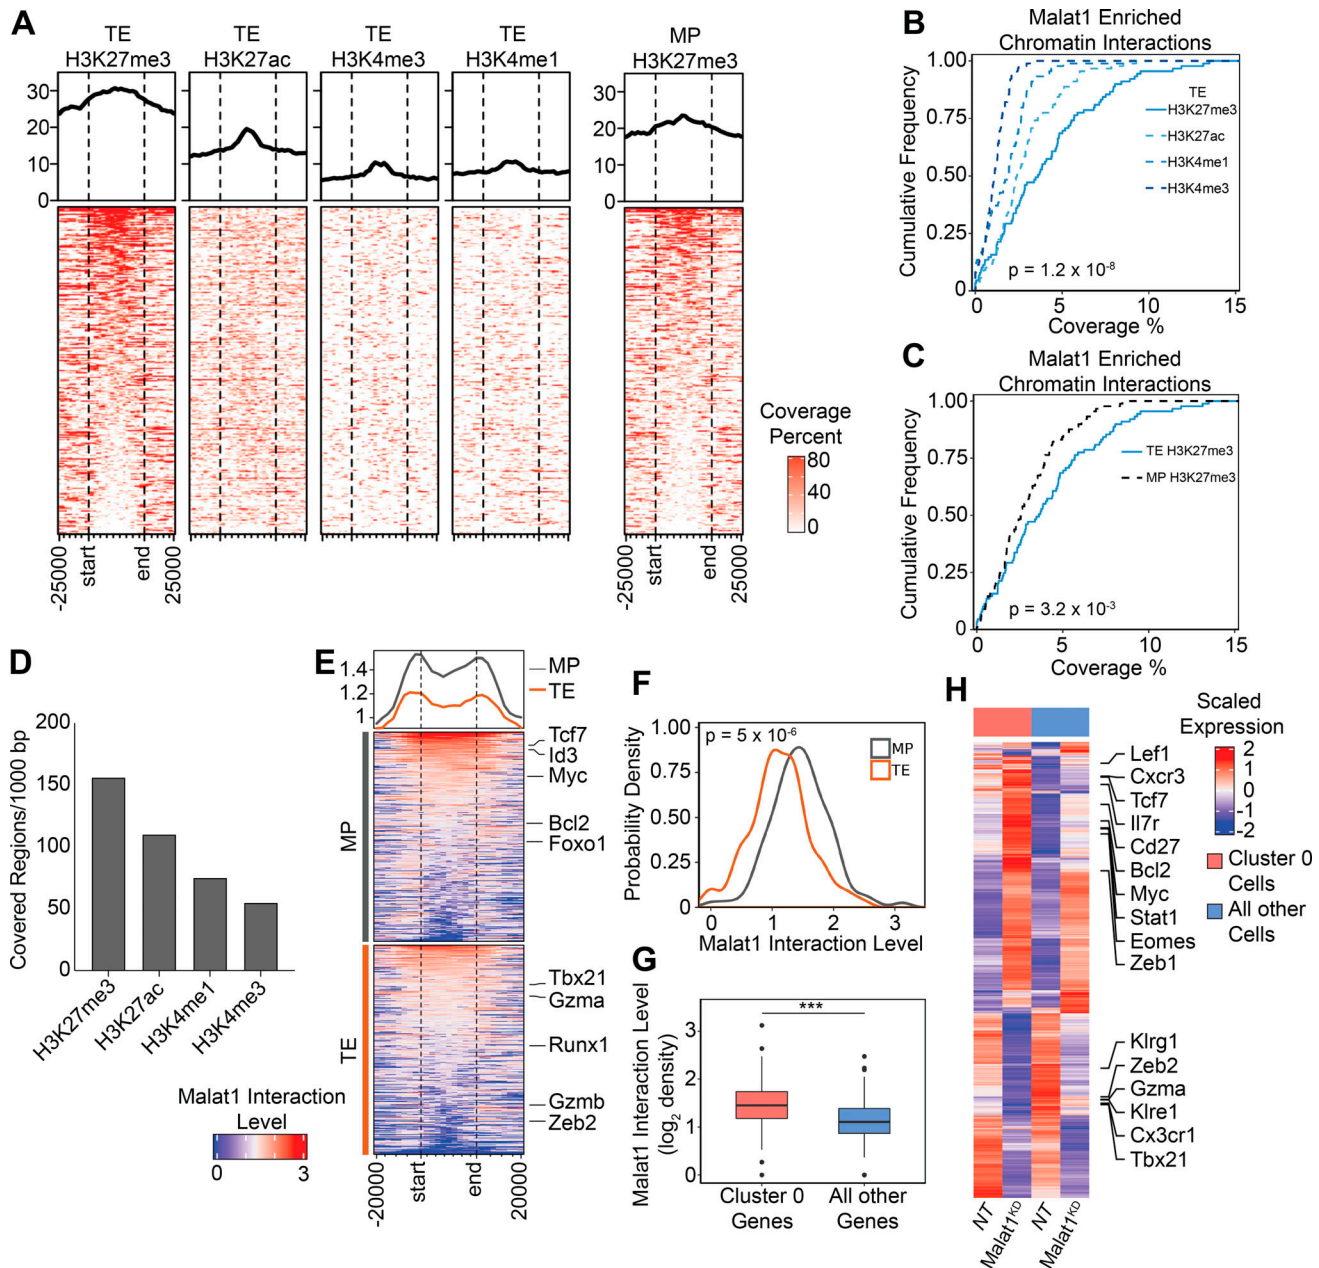 A
TE
H3K27me3
TE
H3K27ac
TE
H3K4me3
TE
H3K4me1
MP
H3K27me3
30
20
10
0
30
20
10
0
Coverage
Percent
80
40
0
-25000
start
end
25000
-25000
start
end
25000
B
Malat1 Enriched
Chromatin Interactions
1.00
0.75
0.50
0.25
0
Cumulative Frequency
TE
H3K27me3
H3K27ac
H3K4me1
H3K4me3
p = 1.2 x 10-8
0
5
10
15
Coverage %
C
Malat1 Enriched
Chromatin Interactions
1.00
0.75
0.50
0.25
0
Cumulative Frequency
TE H3K27me3
MP H3K27me3
p = 3.2 x 10-3
0
5
10
15
Coverage %
D
Covered Regions/1000 bp
200
150
100
50
0
H3K27me3
H3K27ac
H3K4me1
H3K4me3
E
1.4
1.2
1
MP
TE
MP
TE
Tcf7
Id3
Myc
Bcl2
Foxo1
Tbx21
Gzma
Runx1
Gzmb
Zeb2
-20000
start
end
20000
Malat1 Interaction
Level
0
3
F
p = 5 x 10-6
MP
TE
Probability Density
1.00
0.75
0.50
0.25
0
0
1
2
3
Malat1 Interaction Level
G
***
Malat1 Interaction Level
(log2 density)
3
2
1
0
Cluster 0
Genes
All other
Genes
H
Scaled
Expression
2
1
0
-1
-2
Cluster 0
Cells
All other
Cells
Lef1
Cxcr3
Tcf7
Il7r
Cd27
Bcl2
Myc
Stat1
Eomes
Zeb1
Klrg1
Zeb2
Gzma
Klre1
Cx3cr1
Tbx21
NT
Malat1KD
NT
Malat1KD